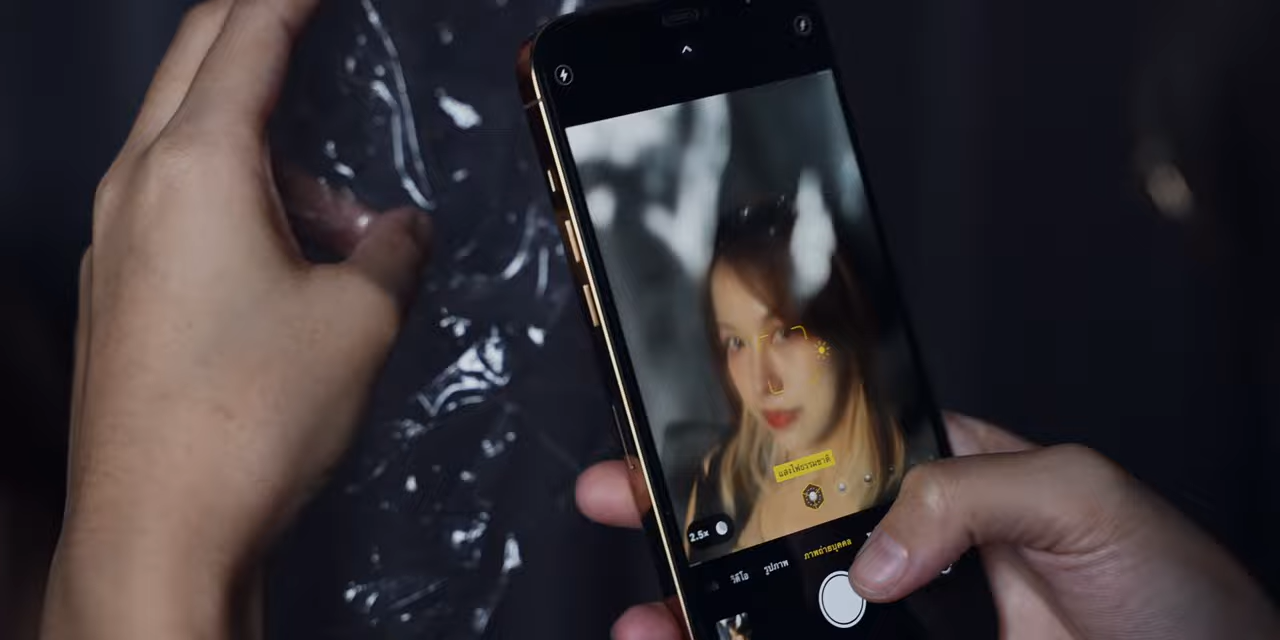 แสงไฟธรรมชาติ
2.5x
วิดีโอ
รูปภาพ
ภาพถ่ายบุคคล